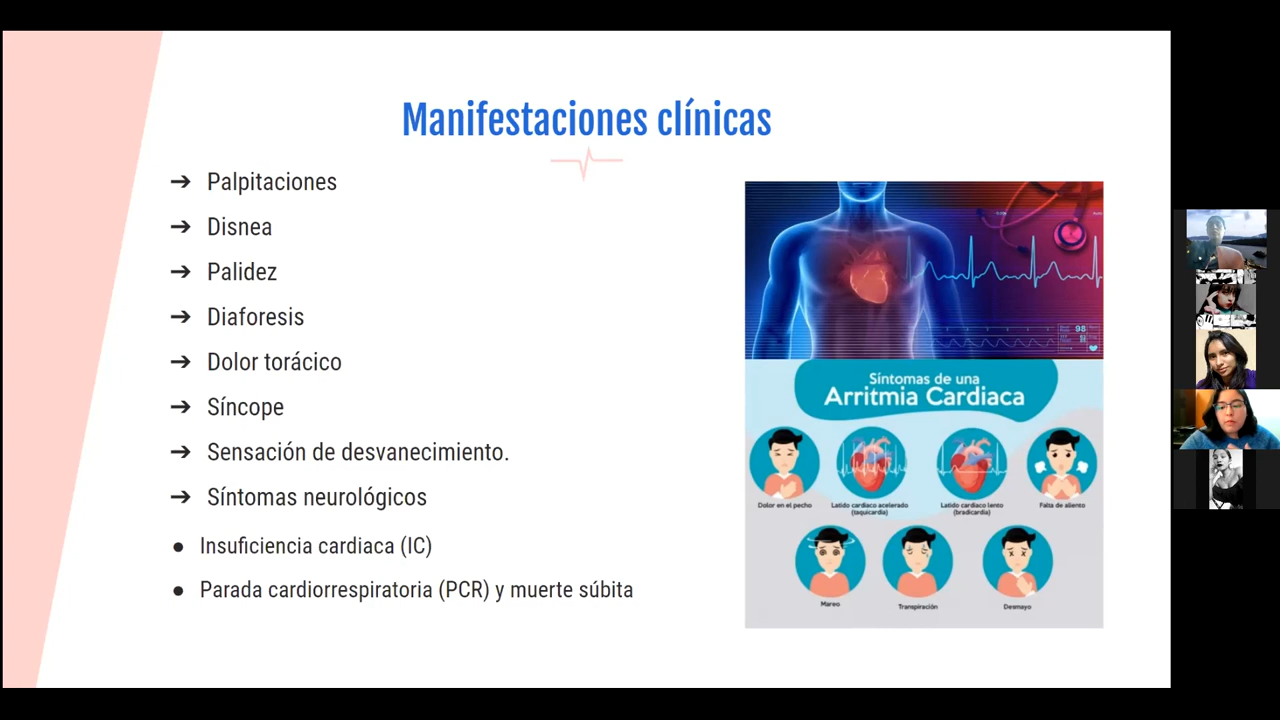 Manifestaciones clínicas
➔ Palpitaciones
➔ Disnea
➔ Palidez
➔ Diaforesis
➔ Dolor torácico
➔ Síncope
➔ Sensación de desvanecimiento.
➔ Síntomas neurológicos
● Insuficiencia cardiaca (IC)
● Parada cardiorrespiratoria (PCR) y muerte súbita
98
Síntomas de una
Arritmia Cardiaca
Dolor en el pecho
Latido cardiaco acelerado
(taquicardia)
Latido cardiaco lento
(bradicardia)
Falta de aliento
Mareo
Transpiración
Desmayo